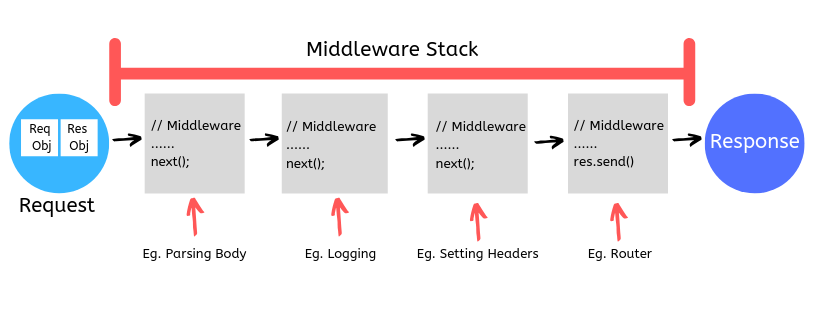 Middleware Stack
Req
Obj
Res
Obj
Request
// Middleware
......
next();
// Middleware
......
next();
// Middleware
......
next();
// Middleware
......
res.send()
Response
Eg. Parsing Body
Eg. Logging
Eg. Setting Headers
Eg. Router